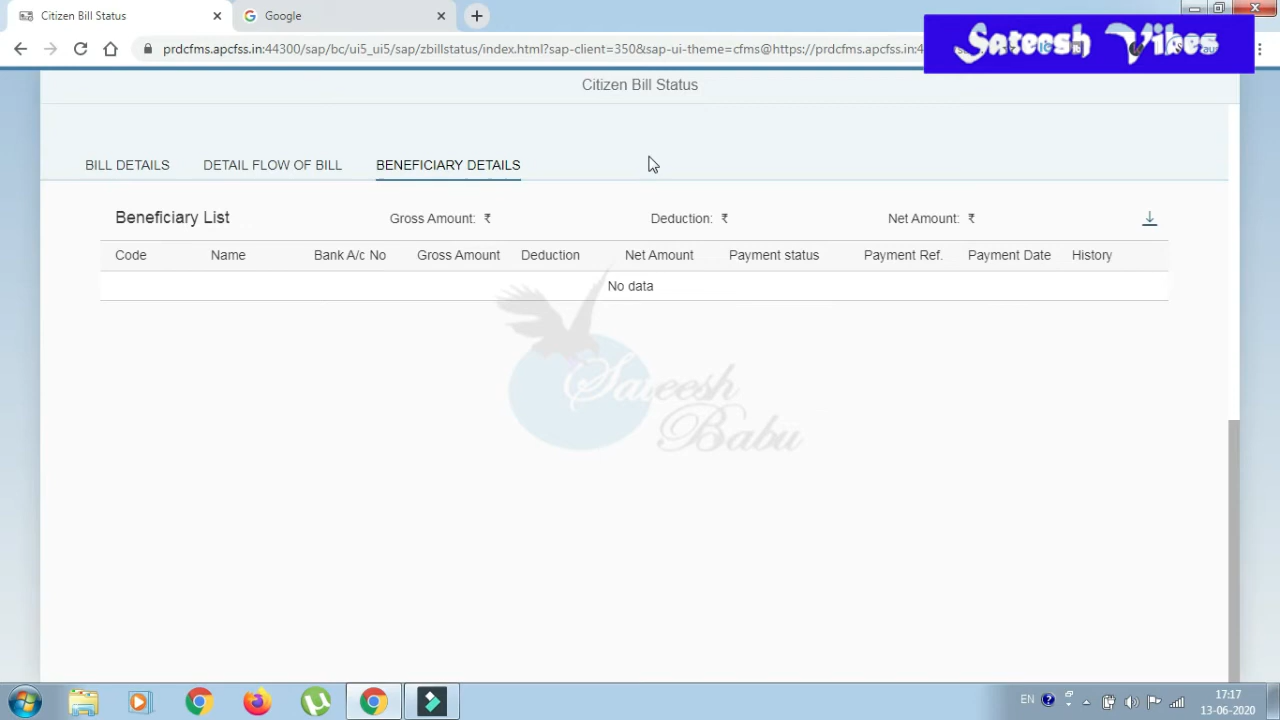 Citizen Bill Status
Google
prdcfms.apcfss.in:44300/sap/bc/ui5_ui5/sap/zbillstatus/index.html?sap-client=350&sap-ui-theme=cfms@https://prdcfms.apcfss.in:4
Sateesh Vibes
Citizen Bill Status
BILL DETAILS DETAIL FLOW OF BILL BENEFICIARY DETAILS
Beneficiary List Gross Amount: ₹ Deduction: ₹ Net Amount: ₹
Code Name Bank A/c No Gross Amount Deduction Net Amount Payment status Payment Ref. Payment Date History
No data
Sateesh
Babu
EN 17:17
13-06-2020